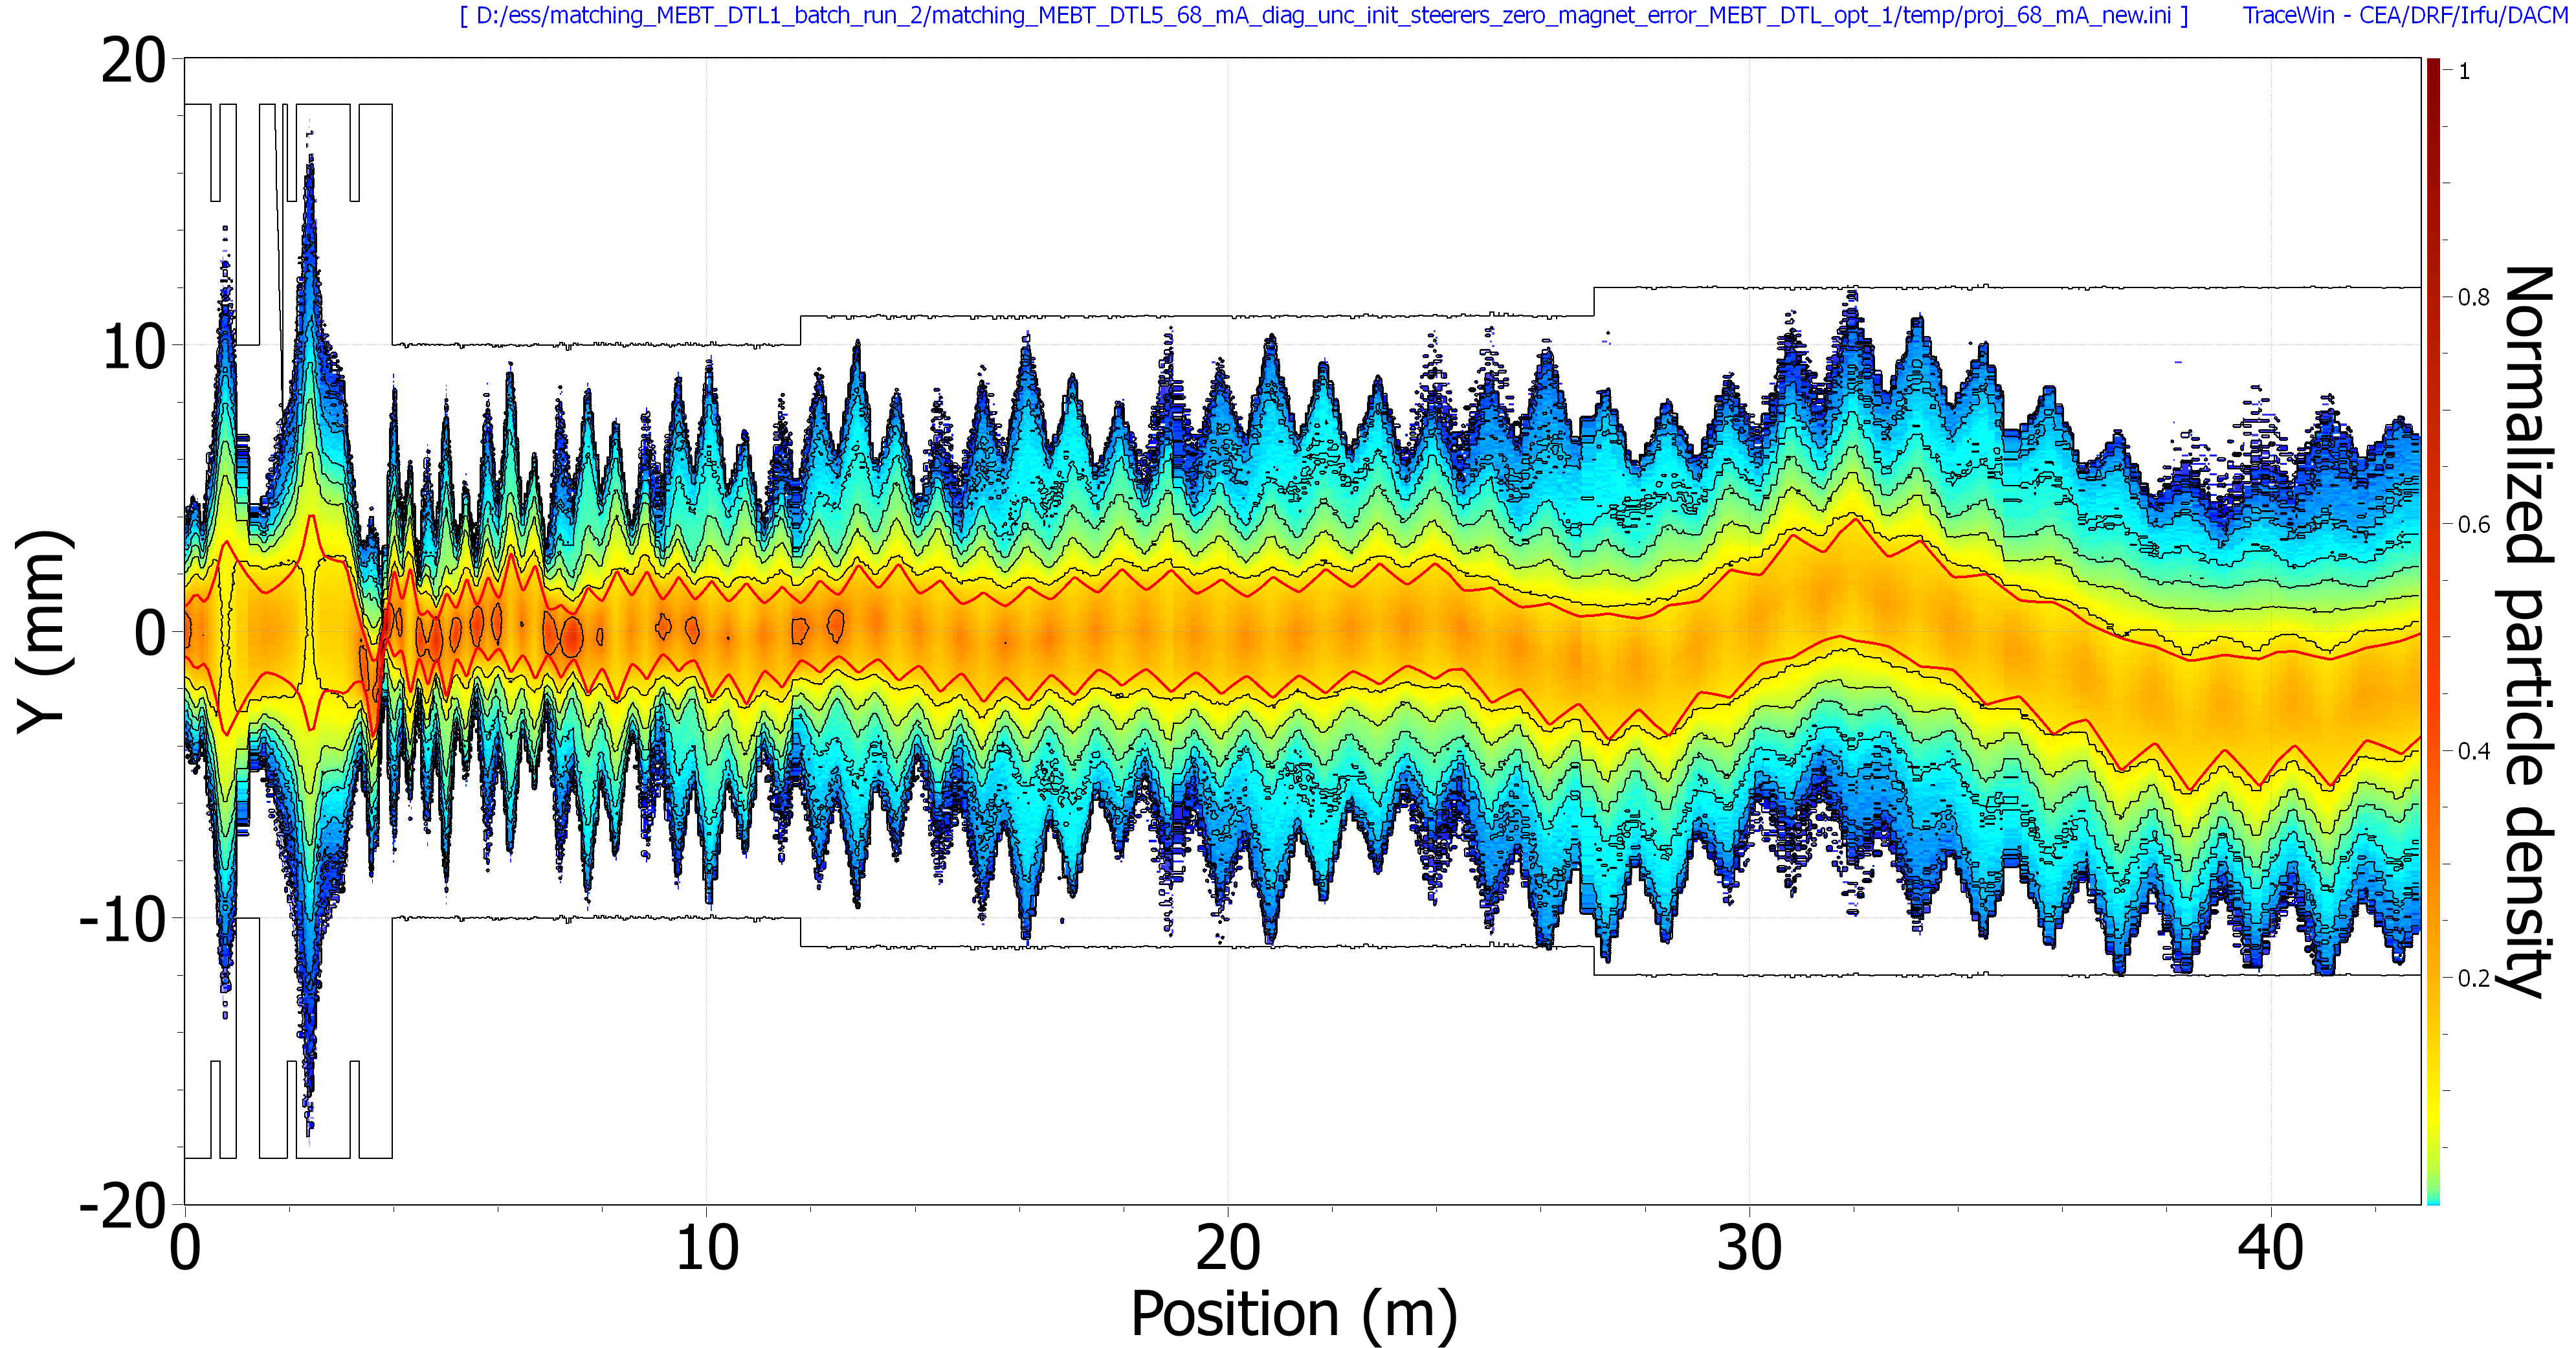 [ D:/ess/matching_MEBT_DTL1_batch_run_2/matching_MEBT_DTL5_68_mA_diag_unc_init_steerers_zero_magnet_error_MEBT_DTL_opt_1/temp/proj_68_mA_new.ini ] TraceWin - CEA/DRF/Irfu/DACM
20
10
0
-10
-20
Y (mm)
0 10 20 30 40
Position (m)
1
0.8
0.6
0.4
0.2
Normalized particle density